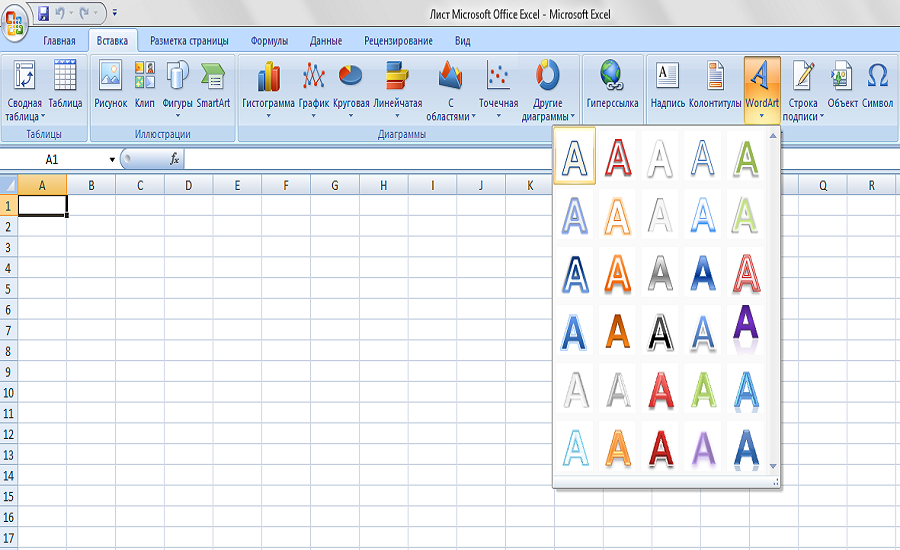 Лист Microsoft Office Excel - Microsoft Excel
Главная Вставка Разметка страницы Формулы Данные Рецензирование Вид
Сводная таблица Таблица Рисунок Клип Фигуры SmartArt Гистограмма График Круговая Линейчатая С областями Точечная Другие диаграммы Гиперссылка Надпись Колонтитулы WordArt Строка подписи Объект Символ
Таблицы Иллюстрации Диаграммы
A1 fx
A B C D E F G H I J K Q R
1
2
3
4
5
6
7
8
9
10
11
12
13
14
15
16
17
A A A A A
A A A A A
A A A A A
A A A A A
A A A A A
A A A A A